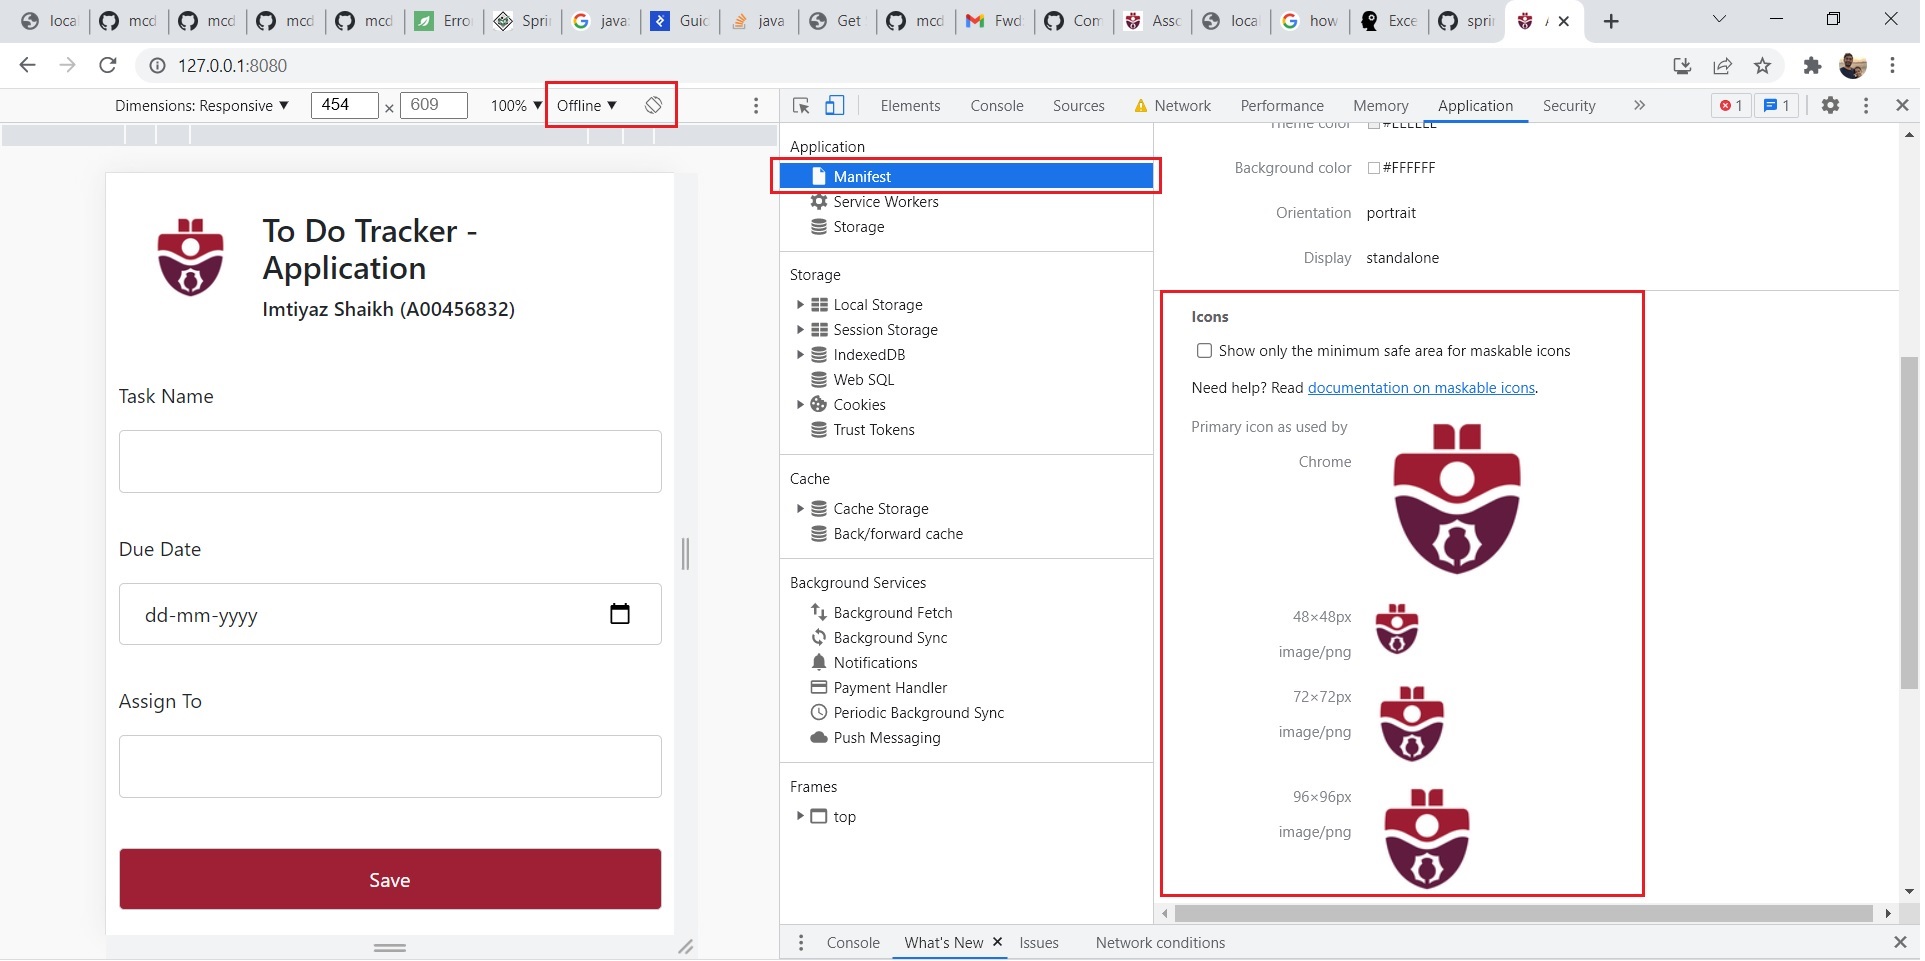 local
mcd
mcd
mcd
mcd
Erro
Sprin
java:
Guid
java
Get
mcd
Fwd
Com
Asso
local
how
Exce
sprin
127.0.0.1:8080
Dimensions: Responsive ▼ 454 × 609 100% ▼ Offline ▼
Elements Console Sources Network Performance Memory Application Security » 1 1
To Do Tracker -
Application
Imtiyaz Shaikh (A00456832)
Task Name
Due Date
dd-mm-yyyy
Assign To
Save
Application
Manifest
Service Workers
Storage
Storage
Local Storage
Session Storage
IndexedDB
Web SQL
Cookies
Trust Tokens
Cache
Cache Storage
Back/forward cache
Background Services
Background Fetch
Background Sync
Notifications
Payment Handler
Periodic Background Sync
Push Messaging
Frames
top
Theme color #EEEEEE
Background color #FFFFFF
Orientation portrait
Display standalone
Icons
Show only the minimum safe area for maskable icons
Need help? Read documentation on maskable icons.
Primary icon as used by
Chrome
48×48px
image/png
72×72px
image/png
96×96px
image/png
Console What's New × Issues Network conditions